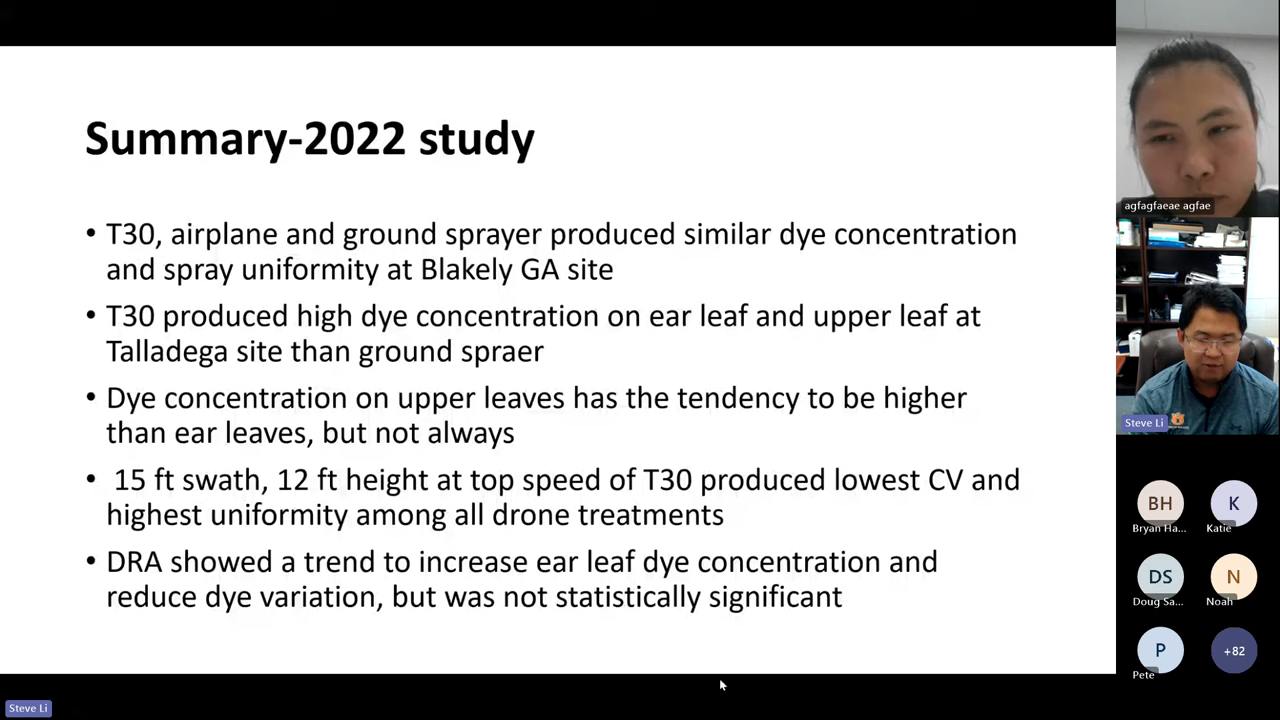 Summary-2022 study
• T30, airplane and ground sprayer produced similar dye concentration
and spray uniformity at Blakely GA site
• T30 produced high dye concentration on ear leaf and upper leaf at
Talladega site than ground spraer
• Dye concentration on upper leaves has the tendency to be higher
than ear leaves, but not always
• 15 ft swath, 12 ft height at top speed of T30 produced lowest CV and
highest uniformity among all drone treatments
• DRA showed a trend to increase ear leaf dye concentration and
reduce dye variation, but was not statistically significant
Steve Li
agfagfaeae agfae
Steve Li
BH
Bryan Ha...
K
Katie
DS
Doug Sa...
N
Noah
P
Pete
+82